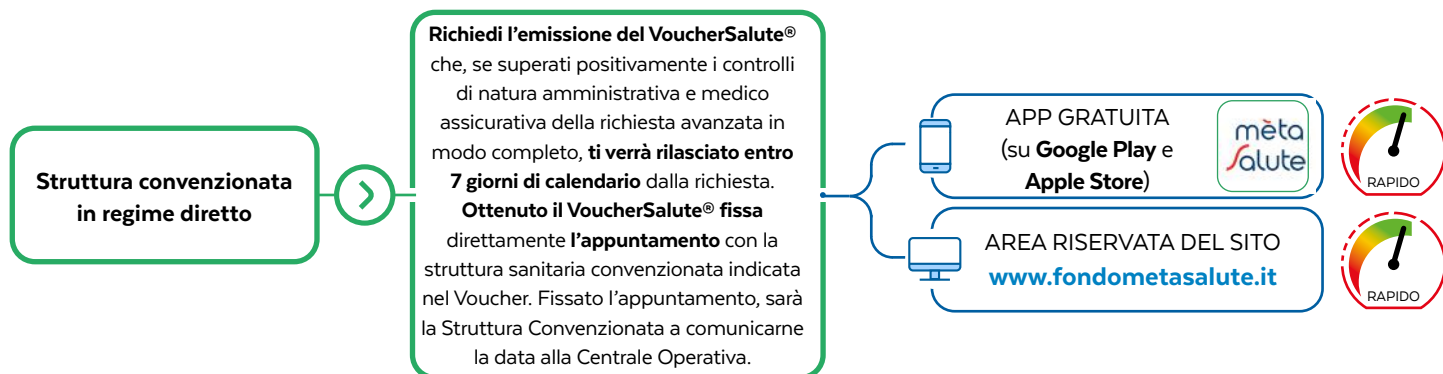 Struttura convenzionata
in regime diretto
Richiedi l’emissione del VoucherSalute®
che, se superati positivamente i controlli
di natura amministrativa e medico
assicurativa della richiesta avanzata in
modo completo, ti verrà rilasciato entro
7 giorni di calendario dalla richiesta.
Ottenuto il VoucherSalute® fissa
direttamente l’appuntamento con la
struttura sanitaria convenzionata indicata
nel Voucher. Fissato l’appuntamento, sarà
la Struttura Convenzionata a comunicarne
la data alla Centrale Operativa.
APP GRATUITA
(su Google Play e
Apple Store)
mèta
Salute
RAPIDO
AREA RISERVATA DEL SITO
www.fondometasalute.it
RAPIDO